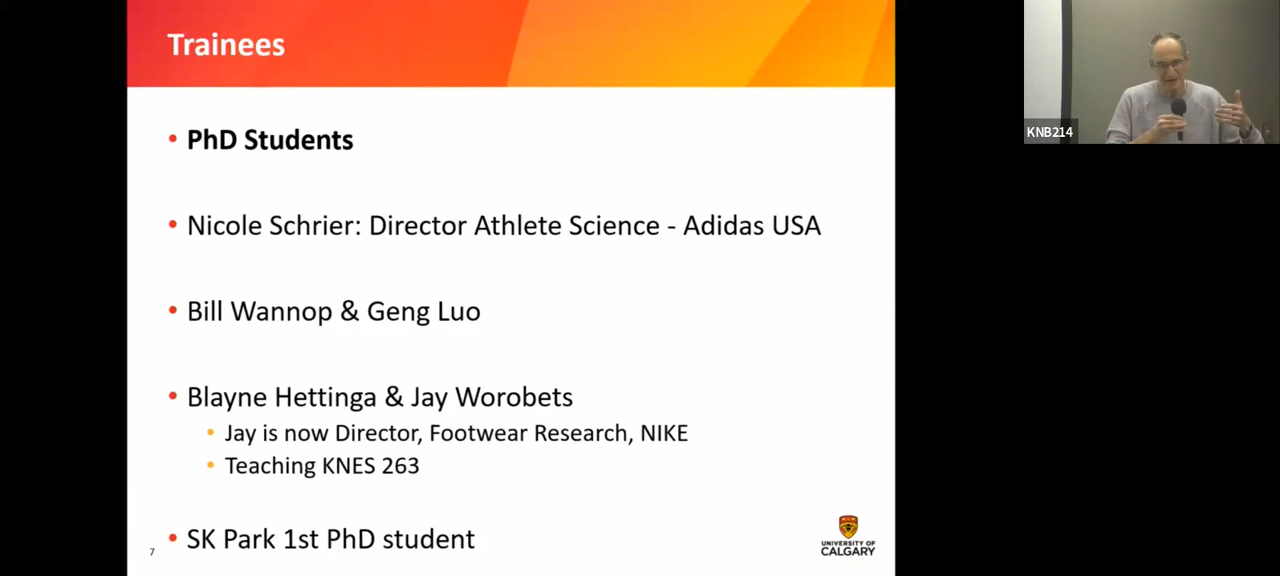 Trainees
• PhD Students
• Nicole Schrier: Director Athlete Science - Adidas USA
• Bill Wannop & Geng Luo
• Blayne Hettinga & Jay Worobets
• Jay is now Director, Footwear Research, NIKE
• Teaching KNES 263
• SK Park 1st PhD student
7
UNIVERSITY OF
CALGARY
KNB214